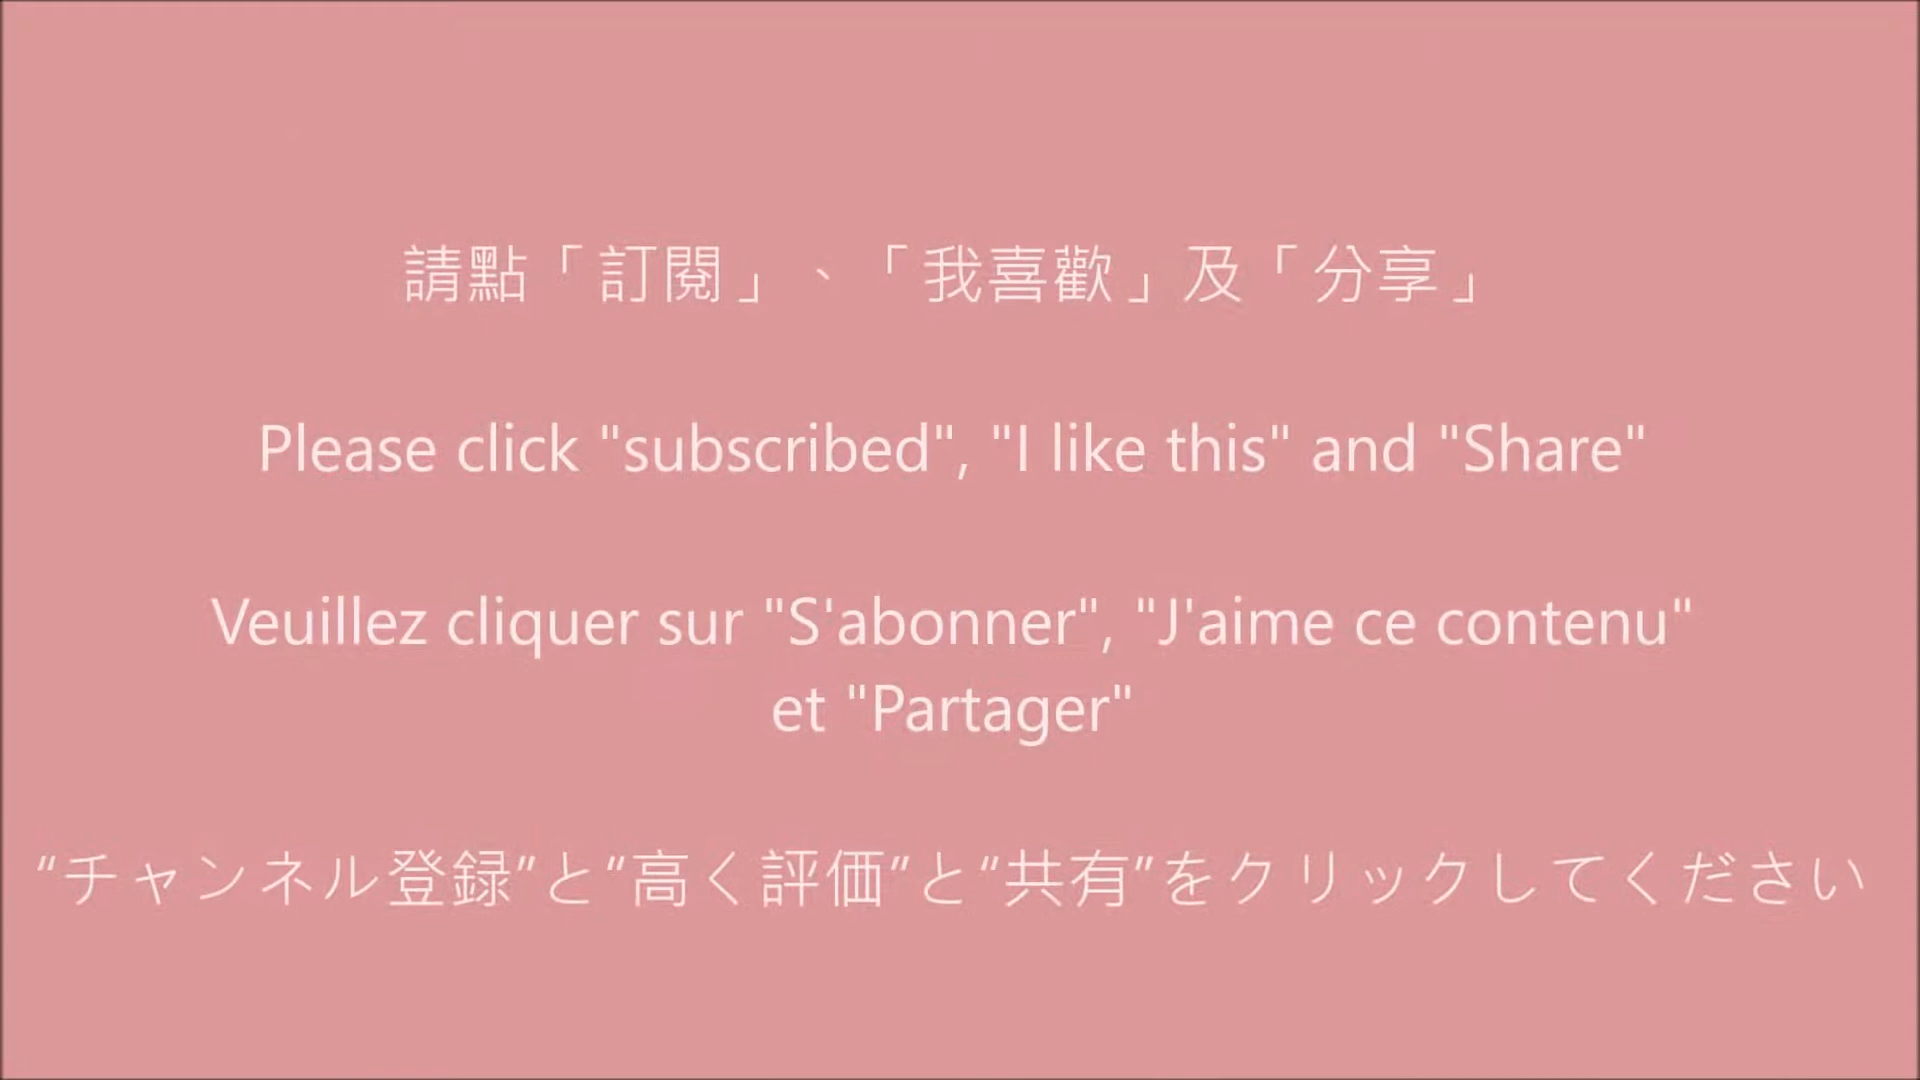 請點「訂閱」、「我喜歡」及「分享」
Please click "subscribed", "I like this" and "Share"
Veuillez cliquer sur "S'abonner", "J'aime ce contenu"
et "Partager"
“チャンネル登録”と“高く評価”と“共有”をクリックしてください